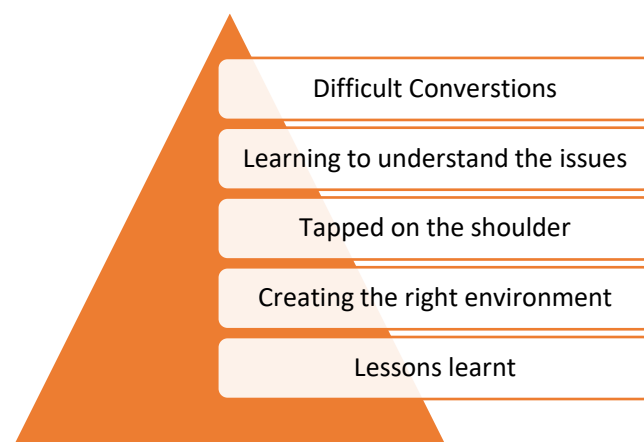 Difficult Converstions
Learning to understand the issues
Tapped on the shoulder
Creating the right environment
Lessons learnt